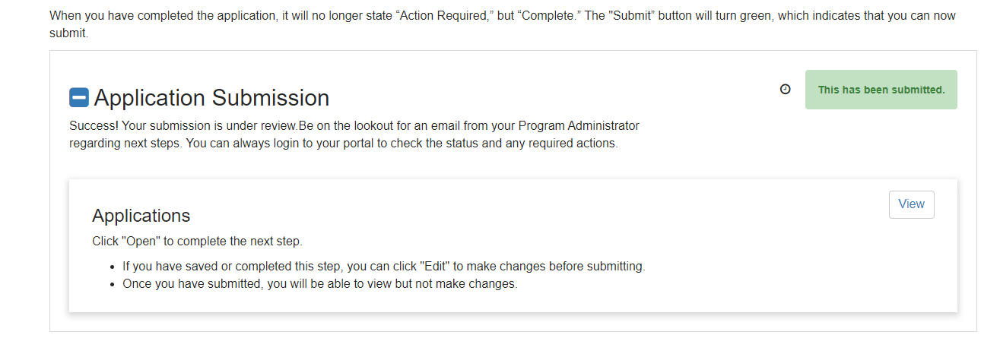 When you have completed the application, it will no longer state “Action Required,” but “Complete.” The "Submit” button will turn green, which indicates that you can now
submit.
This has been submitted.
Application Submission
Success! Your submission is under review.Be on the lookout for an email from your Program Administrator
regarding next steps. You can always login to your portal to check the status and any required actions.
View
Applications
Click "Open" to complete the next step.
• If you have saved or completed this step, you can click "Edit" to make changes before submitting.
• Once you have submitted, you will be able to view but not make changes.